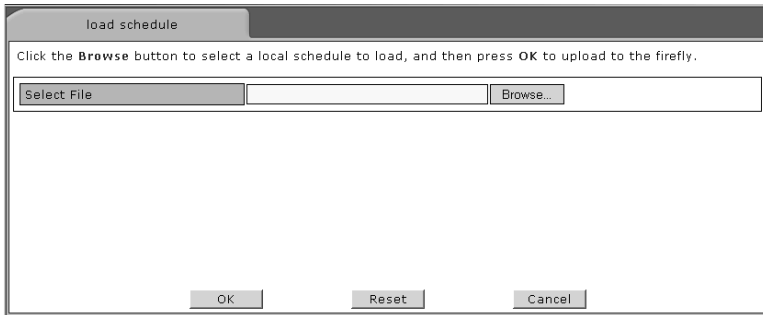 load schedule
Click the Browse button to select a local schedule to load, and then press OK to upload to the firefly.
Select File Browse...
OK Reset Cancel